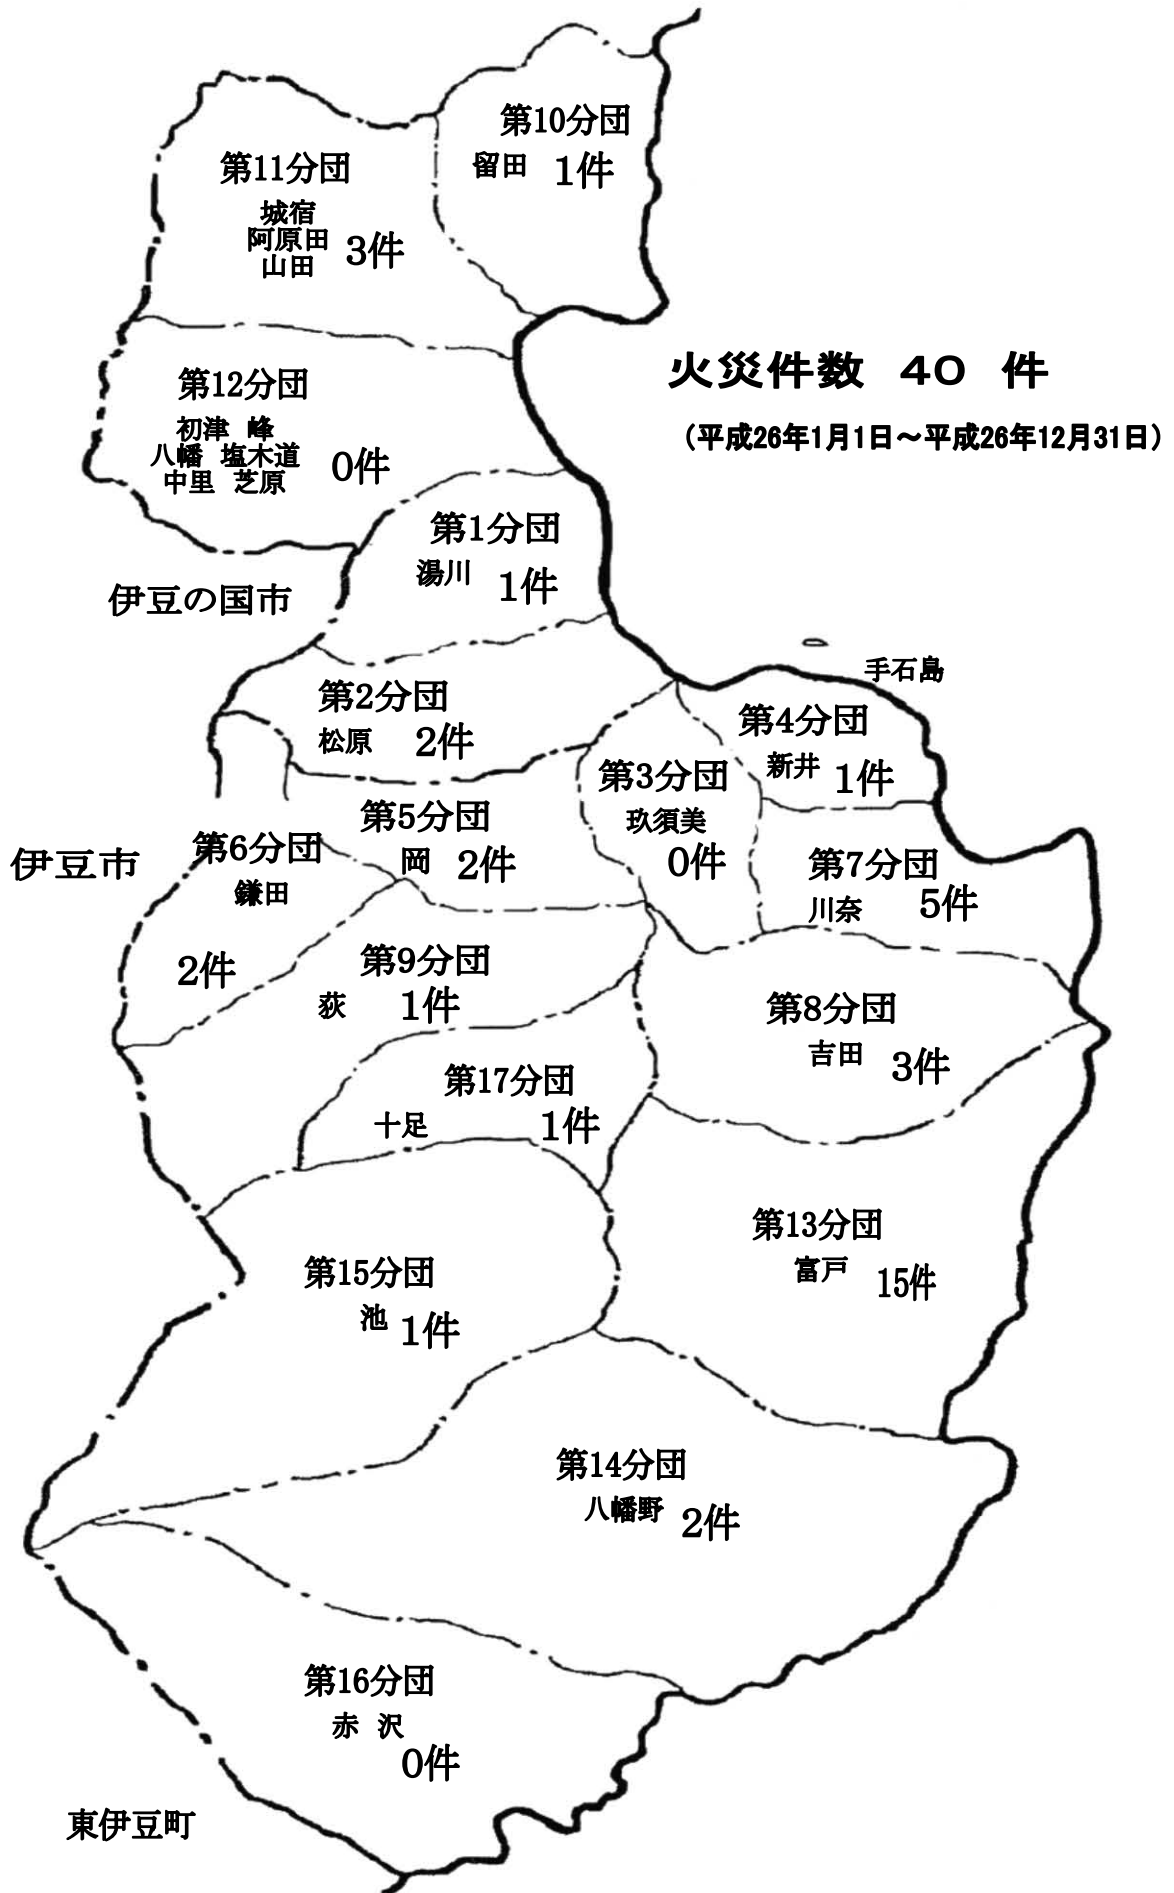 第10分団
留田 1件
第11分団
城宿
阿原田
山田
3件
火災件数 40 件
（平成26年1月1日～平成26年12月31日）
第12分団
初津 峰
八幡 塩木道
中里 芝原
0件
第1分団
湯川 1件
伊豆の国市
手石島
第2分団
松原 2件
第4分団
新井 1件
第3分団
玖須美
0件
第5分団
岡 2件
第6分団
鎌田
2件
伊豆市
第7分団
川奈 5件
第9分団
荻 1件
第8分団
吉田 3件
第17分団
十足 1件
第13分団
富戸 15件
第15分団
池 1件
第14分団
八幡野 2件
第16分団
赤沢
0件
東伊豆町